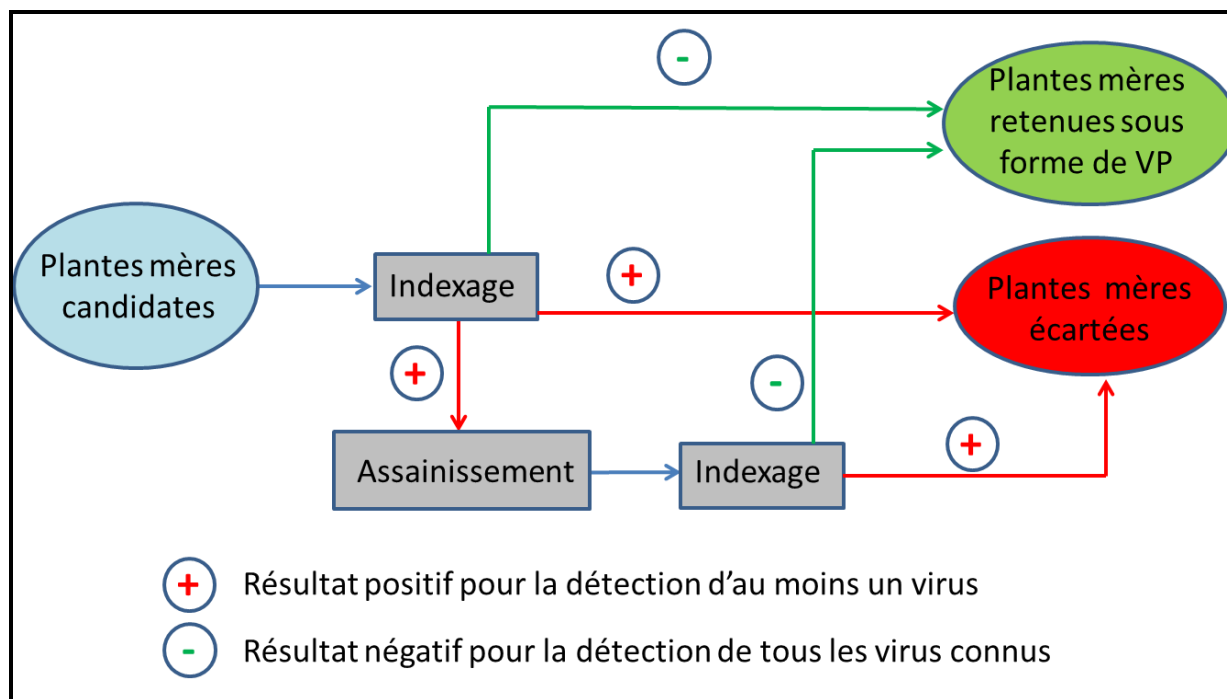 -
Plantes mères
retenues sous
forme de VP
Plantes mères
candidates
Indexage
+
Plantes mères
écartées
+
-
Assainissement
Indexage
+
+ Résultat positif pour la détection d'au moins un virus
- Résultat négatif pour la détection de tous les virus connus